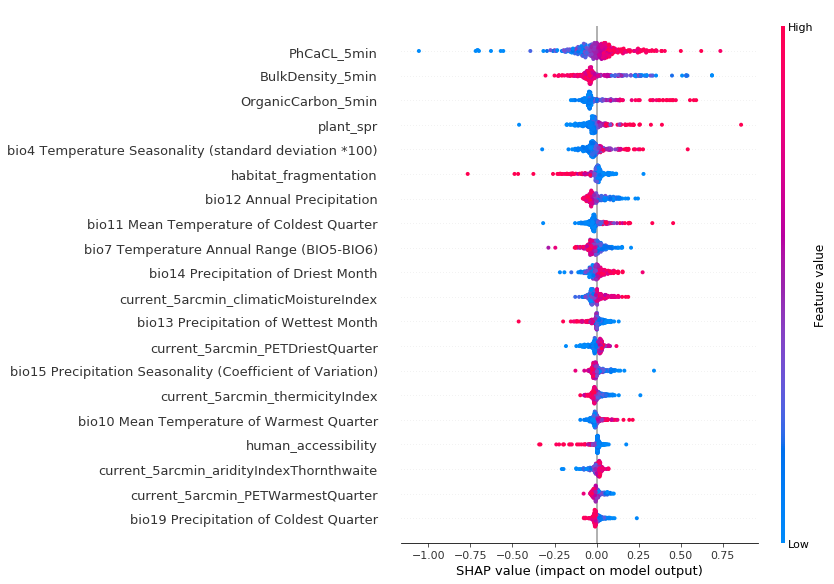 High
PhCaCL_5min
BulkDensity_5min
OrganicCarbon_5min
plant_spr
bio4 Temperature Seasonality (standard deviation *100)
habitat_fragmentation
bio12 Annual Precipitation
bio11 Mean Temperature of Coldest Quarter
bio7 Temperature Annual Range (BIO5-BIO6)
bio14 Precipitation of Driest Month
current_5arcmin_climaticMoistureIndex
bio13 Precipitation of Wettest Month
current_5arcmin_PETDriestQuarter
bio15 Precipitation Seasonality (Coefficient of Variation)
current_5arcmin_thermicityIndex
bio10 Mean Temperature of Warmest Quarter
human_accessibility
current_5arcmin_aridityIndexThornthwaite
current_5arcmin_PETWarmestQuarter
bio19 Precipitation of Coldest Quarter
Feature value
Low
−1.00 −0.75 −0.50 −0.25 0.00 0.25 0.50 0.75
SHAP value (impact on model output)